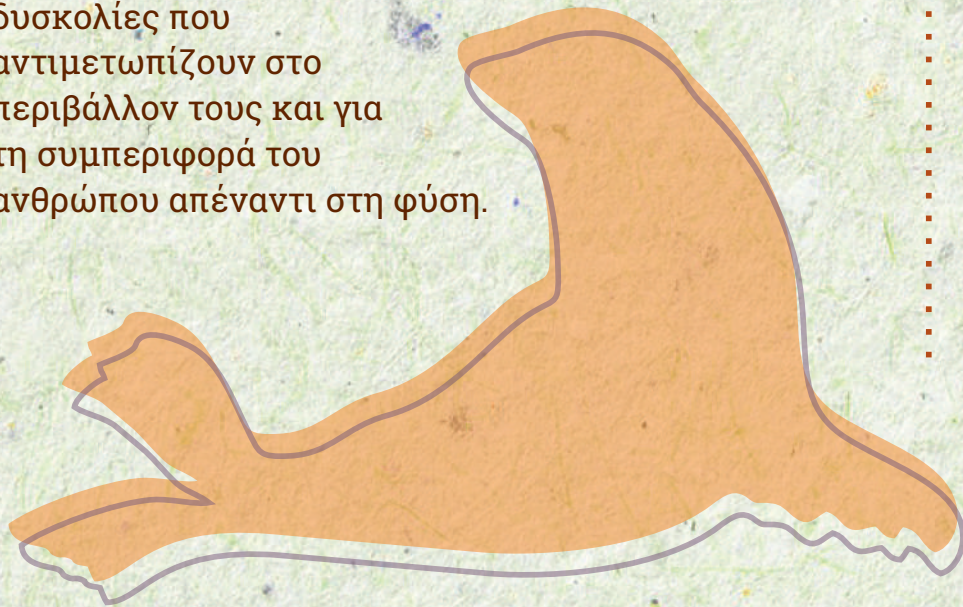 δυσκολίες που
αντιμετωπίζουν στο
περιβάλλον τους και για
τη συμπεριφορά του
ανθρώπου απέναντι στη φύση.